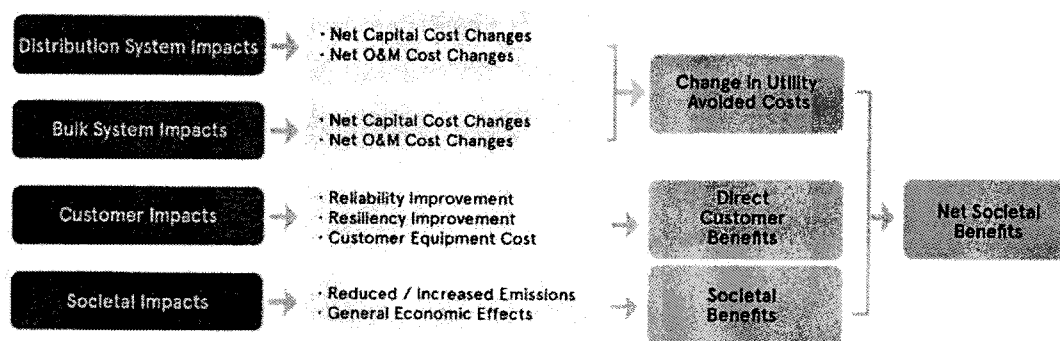 Distribution System Impacts
· Net Capital Cost Changes
· Net O&M Cost Changes
Change in Utility
Avoided Costs
Bulk System Impacts
· Net Capital Cost Changes
· Net O&M Cost Changes
Customer Impacts
· Reliability Improvement
· Resiliency Improvement
· Customer Equipment Cost
Direct
Customer
Benefits
Net Societal
Benefits
Societal Impacts
· Reduced / Increased Emissions
· General Economic Effects
Societal
Benefits